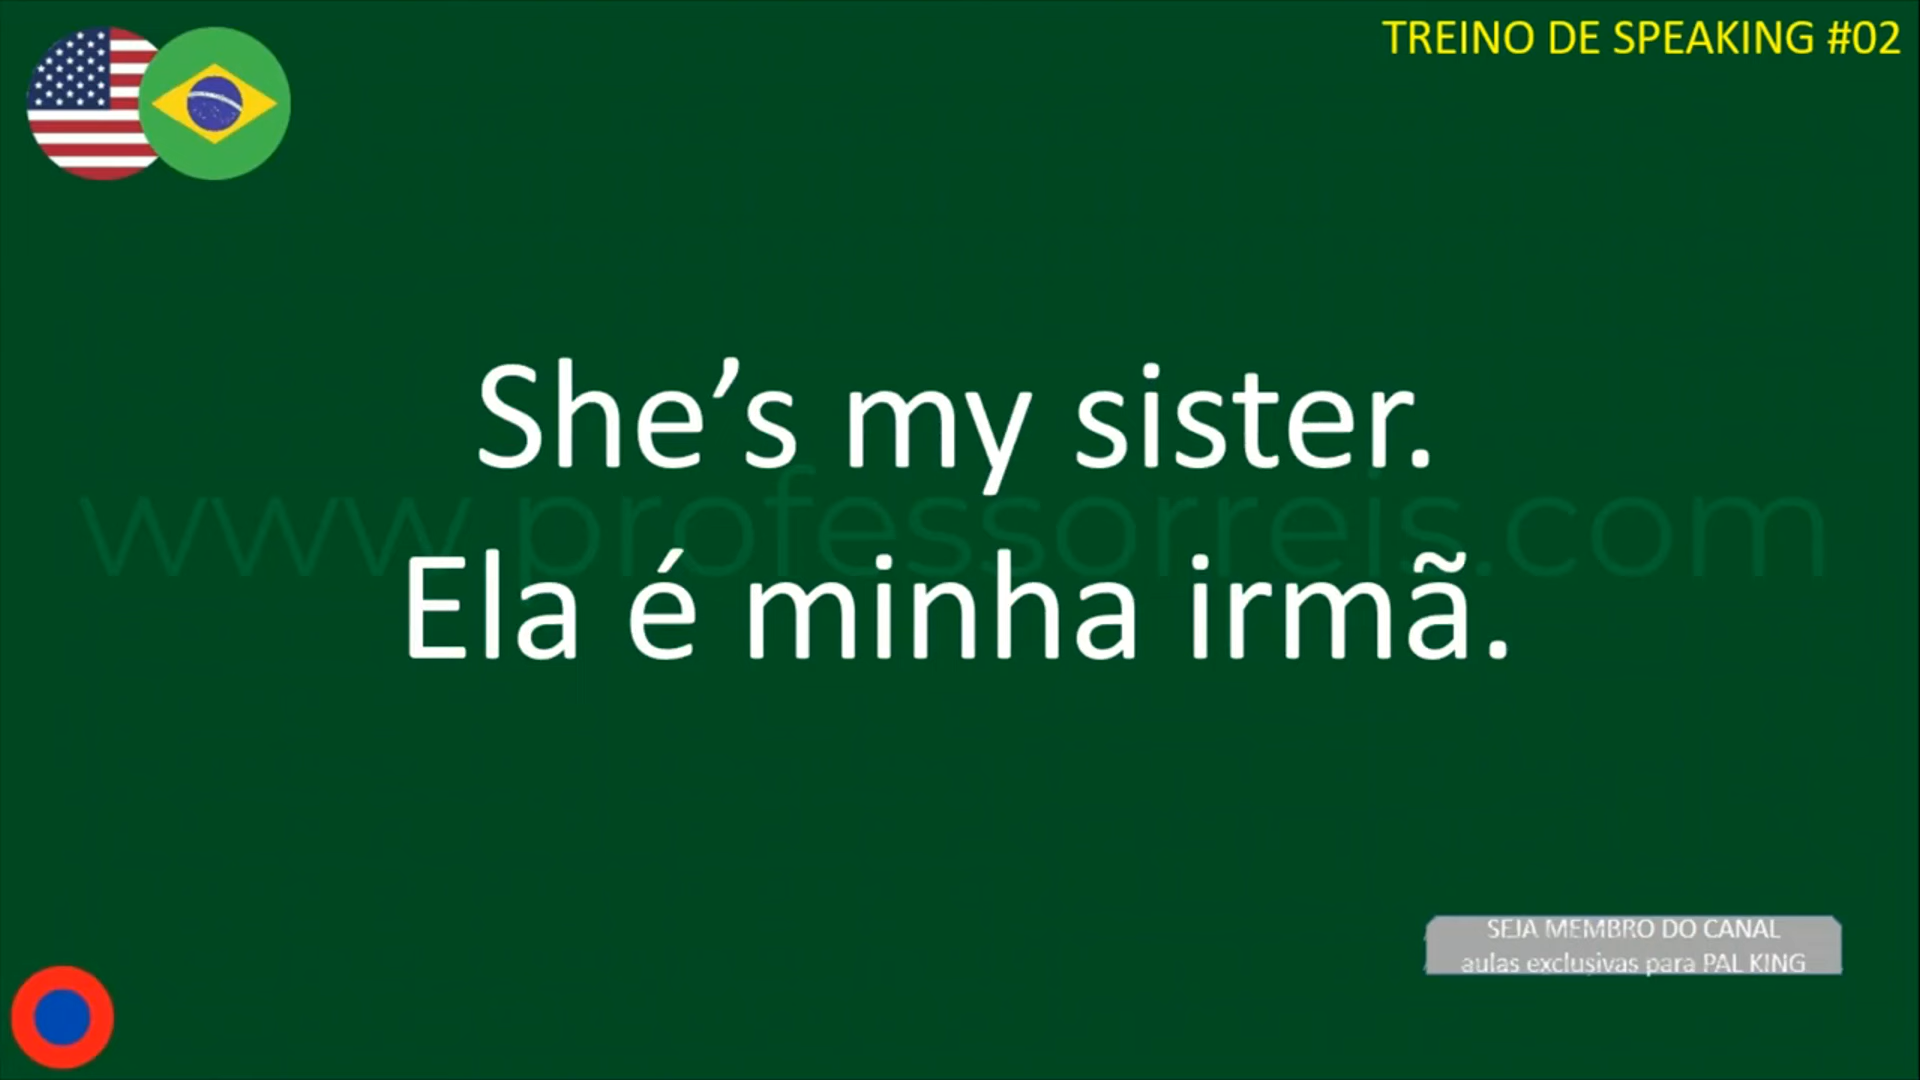 TREINO DE SPEAKING #02
She’s my sister.
www.professorreis.com
Ela é minha irmã.
SEJA MEMBRO DO CANAL
aulas exclusivas para PAL KING